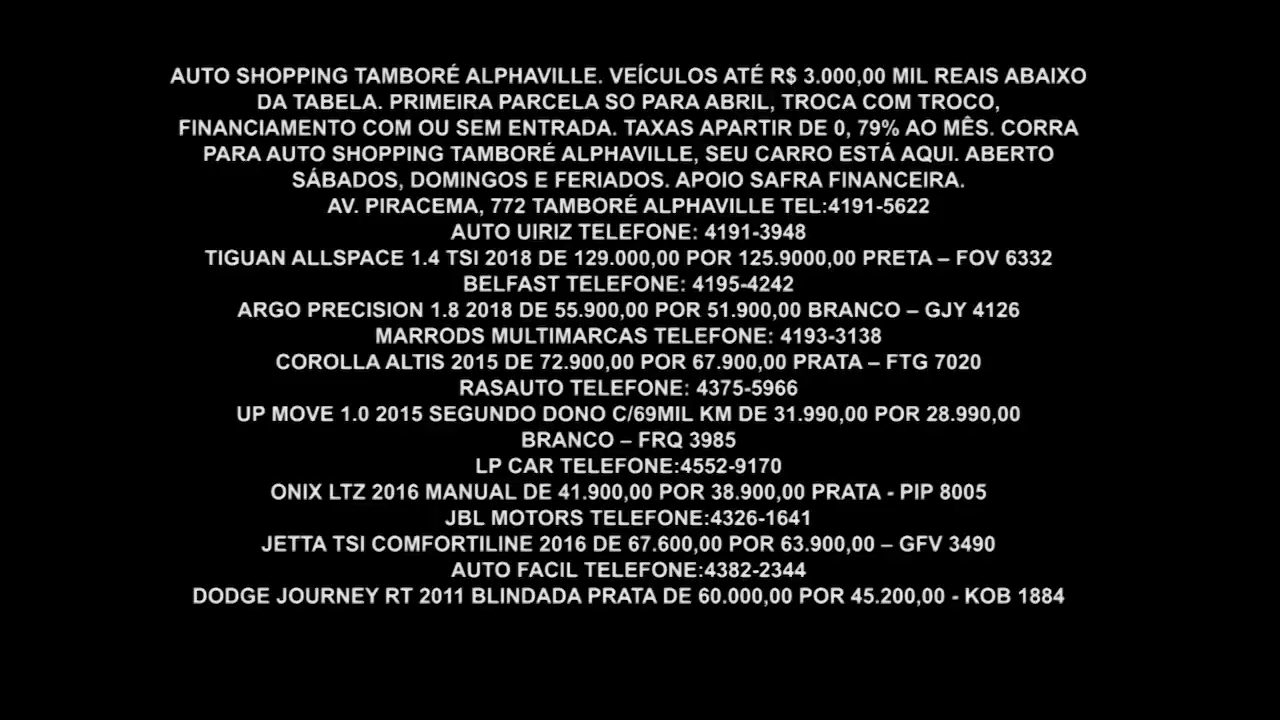 AUTO SHOPPING TAMBORÉ ALPHAVILLE. VEÍCULOS ATÉ R$ 3.000,00 MIL REAIS ABAIXO
DA TABELA. PRIMEIRA PARCELA SO PARA ABRIL, TROCA COM TROCO,
FINANCIAMENTO COM OU SEM ENTRADA. TAXAS APARTIR DE 0, 79% AO MÊS. CORRA
PARA AUTO SHOPPING TAMBORÉ ALPHAVILLE, SEU CARRO ESTÁ AQUI. ABERTO
SÁBADOS, DOMINGOS E FERIADOS. APOIO SAFRA FINANCEIRA.
AV. PIRACEMA, 772 TAMBORÉ ALPHAVILLE TEL:4191-5622
AUTO UIRIZ TELEFONE: 4191-3948
TIGUAN ALLSPACE 1.4 TSI 2018 DE 129.000,00 POR 125.9000,00 PRETA – FOV 6332
BELFAST TELEFONE: 4195-4242
ARGO PRECISION 1.8 2018 DE 55.900,00 POR 51.900,00 BRANCO – GJY 4126
MARRODS MULTIMARCAS TELEFONE: 4193-3138
COROLLA ALTIS 2015 DE 72.900,00 POR 67.900,00 PRATA – FTG 7020
RASAUTO TELEFONE: 4375-5966
UP MOVE 1.0 2015 SEGUNDO DONO C/69MIL KM DE 31.990,00 POR 28.990,00
BRANCO – FRQ 3985
LP CAR TELEFONE:4552-9170
ONIX LTZ 2016 MANUAL DE 41.900,00 POR 38.900,00 PRATA - PIP 8005
JBL MOTORS TELEFONE:4326-1641
JETTA TSI COMFORTILINE 2016 DE 67.600,00 POR 63.900,00 – GFV 3490
AUTO FACIL TELEFONE:4382-2344
DODGE JOURNEY RT 2011 BLINDADA PRATA DE 60.000,00 POR 45.200,00 - KOB 1884